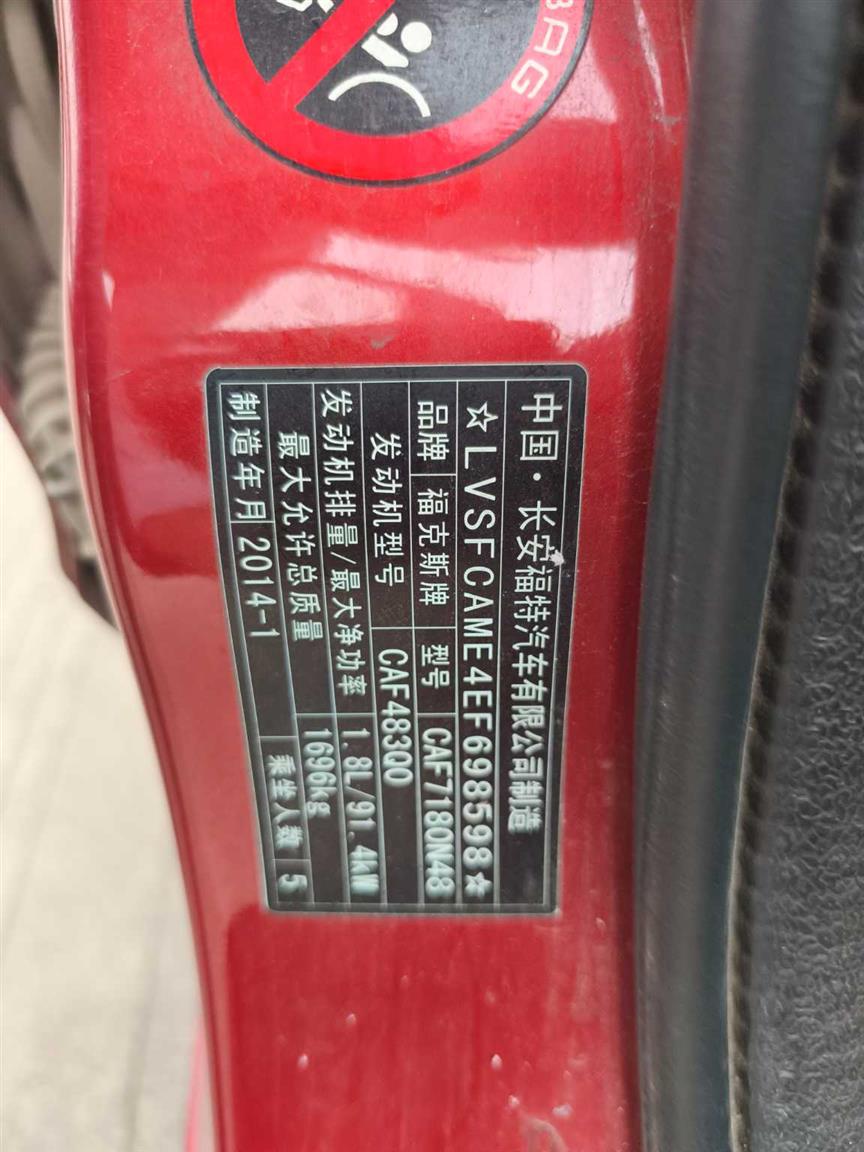 BAG
中国·长安福特汽车有限公司制造
☆LVSFCAME4EF698598☆
品牌 福克斯牌 型号 CAF7180N48
发动机型号 CAF483Q0
发动机排量/最大净功率 1.8L/91.4kW
最大允许总质量 1696kg
制造年月 2014-1 乘坐人数 5